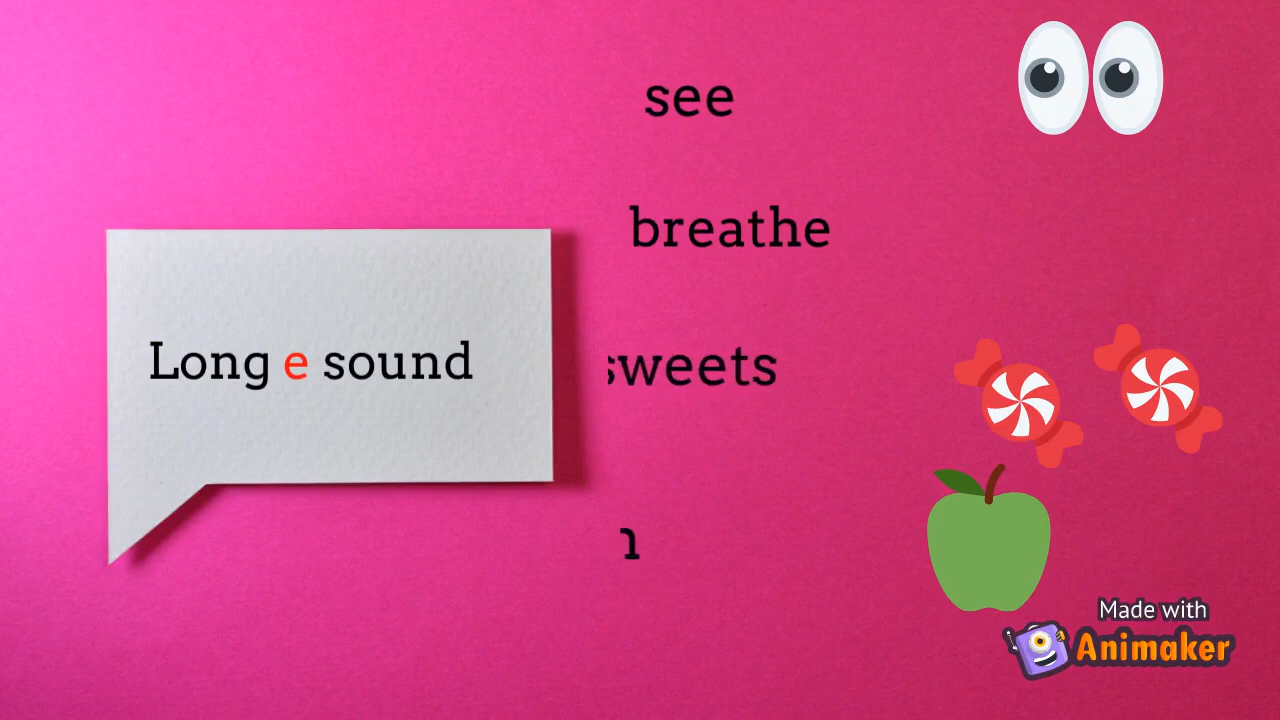 see
breathe
Long e sound
sweets
n
Made with
Animaker